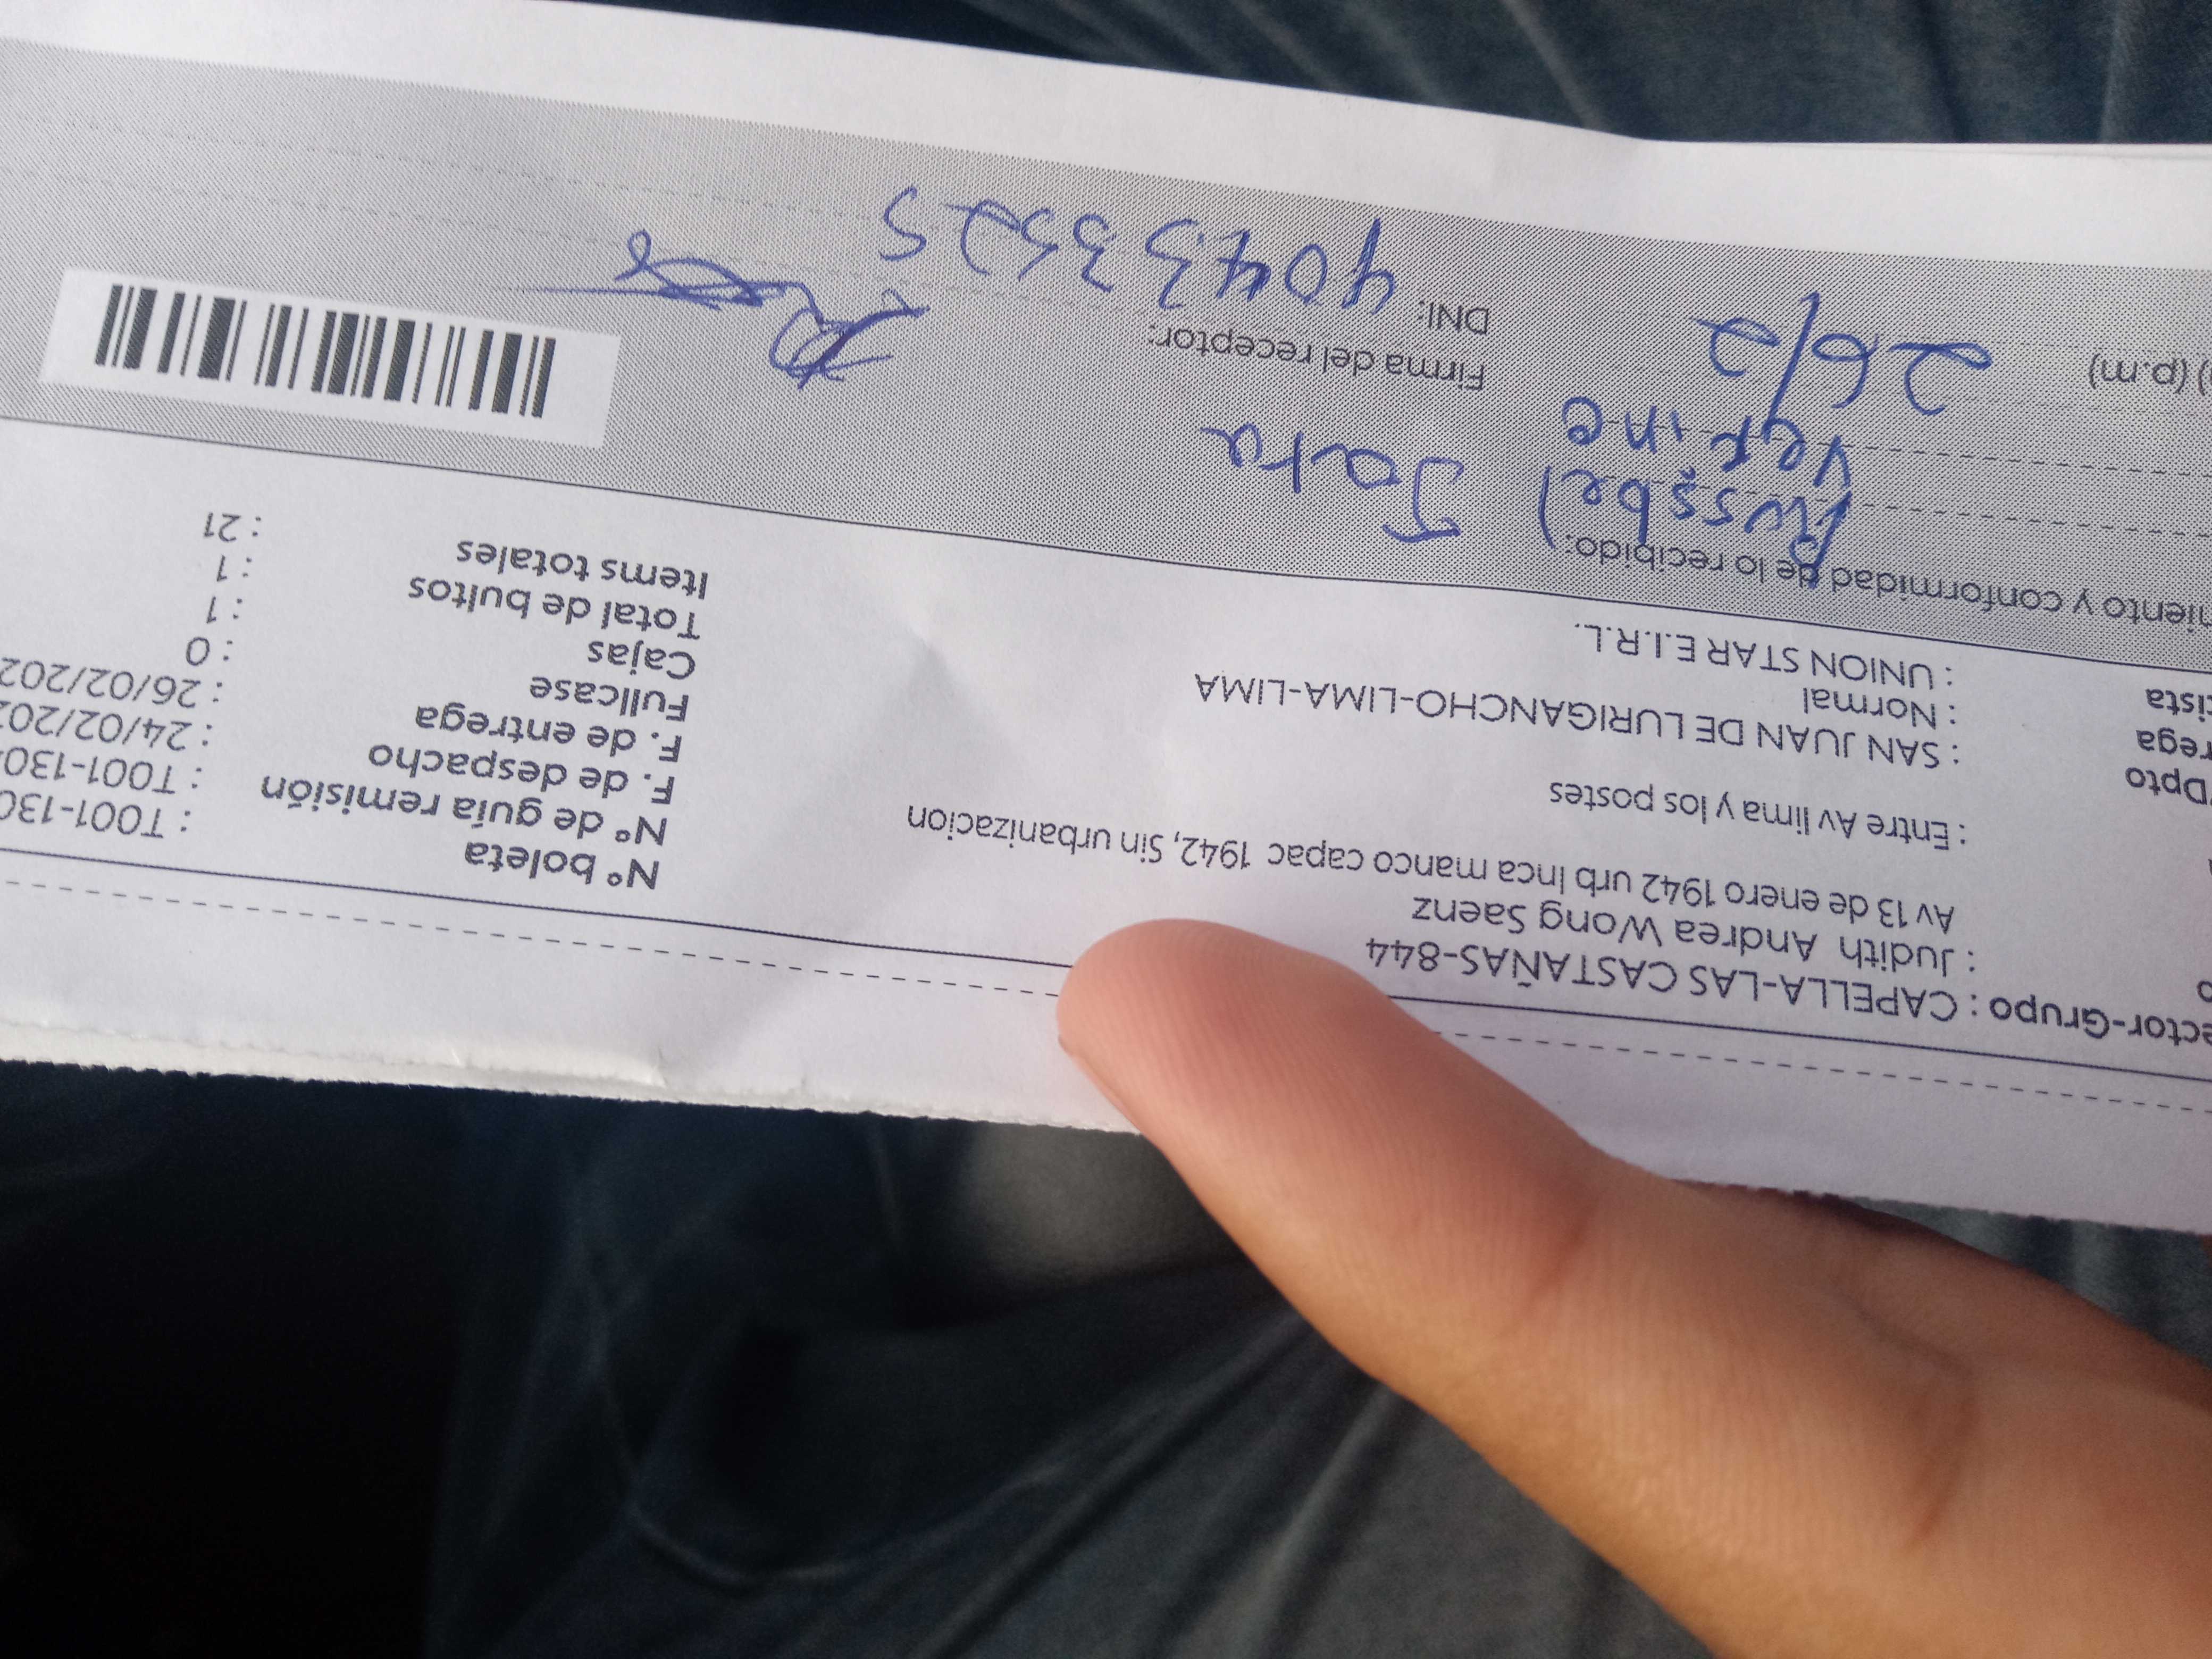 ector-Grupo : CAPELLA-LAS CASTAÑAS-844
o : Judith Andrea Wong Saenz
Av 13 de enero 1942 urb Inca manco capac 1942, Sin urbanizacion
: Entre Av lima y los postes
Dpto : SAN JUAN DE LURIGANCHO-LIMA-LIMA
rega : Normal
ista : UNION STAR E.I.R.L.
N° boleta : T001-130
N° de guía remisión : T001-130
F. de despacho : 24/02/202
F. de entrega : 26/02/202
Fullcase : 0
Cajas : 1
Total de bultos : 1
Items totales : 21
iento y conformidad de lo recibido:
Russbel Jara
26/2
) (p.m)
Firma del receptor:
DNI: 40433525